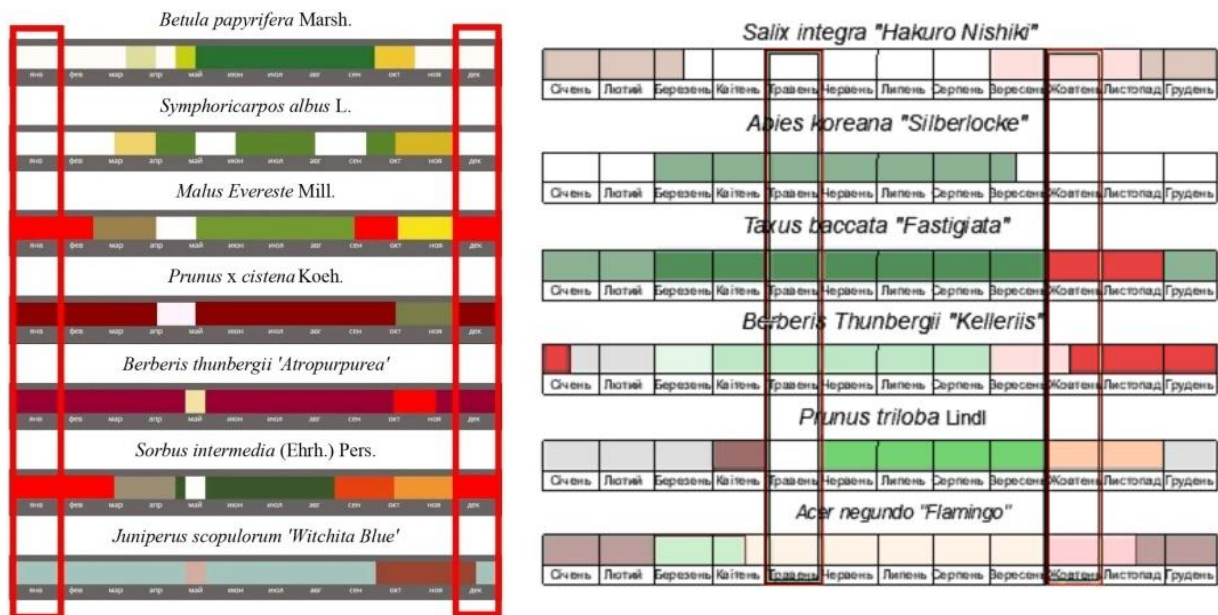 Betula papyrifera Marsh.
янв фев мар апр май июн июл авг сен окт ноя дек
Symphoricarpos albus L.
янв фев мар апр май июн июл авг сен окт ноя дек
Malus Evereste Mill.
янв фев мар апр май июн июл авг сен окт ноя дек
Prunus x cistena Koeh.
янв фев мар апр май июн июл авг сен окт ноя дек
Berberis thunbergii 'Atropurpurea'
янв фев мар апр май июн июл авг сен окт ноя дек
Sorbus intermedia (Ehrh.) Pers.
янв фев мар апр май июн июл авг сен окт ноя дек
Juniperus scopulorum 'Witchita Blue'
янв фев мар апр май июн июл авг сен окт ноя дек
Salix integra "Hakuro Nishiki"
Січень Лютий Березень Квітень Травень Червень Липень Серпень Вересень Жовтень Листопад Грудень
Abies koreana "Silberlocke"
Січень Лютий Березень Квітень Травень Червень Липень Серпень Вересень Жовтень Листопад Грудень
Taxus baccata "Fastigiata"
Січень Лютий Березень Квітень Травень Червень Липень Серпень Вересень Жовтень Листопад Грудень
Berberis Thunbergii "Kelleriis"
Січень Лютий Березень Квітень Травень Червень Липень Серпень Вересень Жовтень Листопад Грудень
Prunus triloba Lindl
Січень Лютий Березень Квітень Травень Червень Липень Серпень Вересень Жовтень Листопад Грудень
Acer negundo "Flamingo"
Січень Лютий Березень Квітень Травень Червень Липень Серпень Вересень Жовтень Листопад Грудень